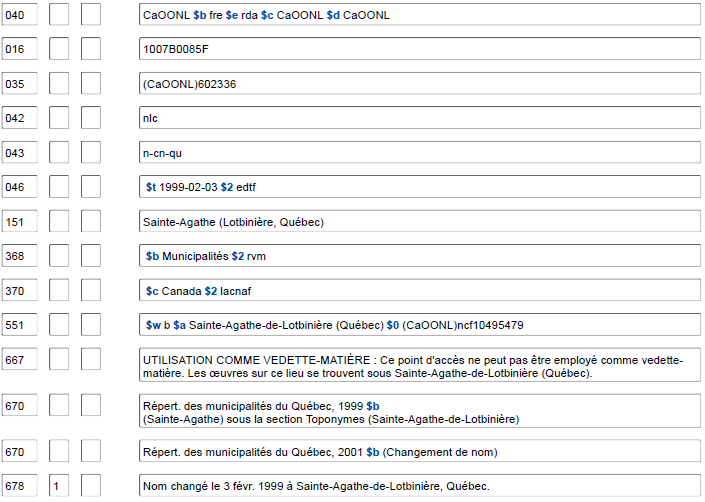 040 CaOONL $b fre $e rda $c CaOONL $d CaOONL
016 1007B0085F
035 (CaOONL)602336
042 nlc
043 n-cn-qu
046 $t 1999-02-03 $2 edtf
151 Sainte-Agathe (Lotbinière, Québec)
368 $b Municipalités $2 rvm
370 $c Canada $2 lacnaf
551 $w b $a Sainte-Agathe-de-Lotbinière (Québec) $0 (CaOONL)ncf10495479
667 UTILISATION COMME VEDETTE-MATIÈRE : Ce point d'accès ne peut pas être employé comme vedette-
matière. Les œuvres sur ce lieu se trouvent sous Sainte-Agathe-de-Lotbinière (Québec).
670 Répert. des municipalités du Québec, 1999 $b
(Sainte-Agathe) sous la section Toponymes (Sainte-Agathe-de-Lotbinière)
670 Répert. des municipalités du Québec, 2001 $b (Changement de nom)
678 1 Nom changé le 3 févr. 1999 à Sainte-Agathe-de-Lotbinière, Québec.